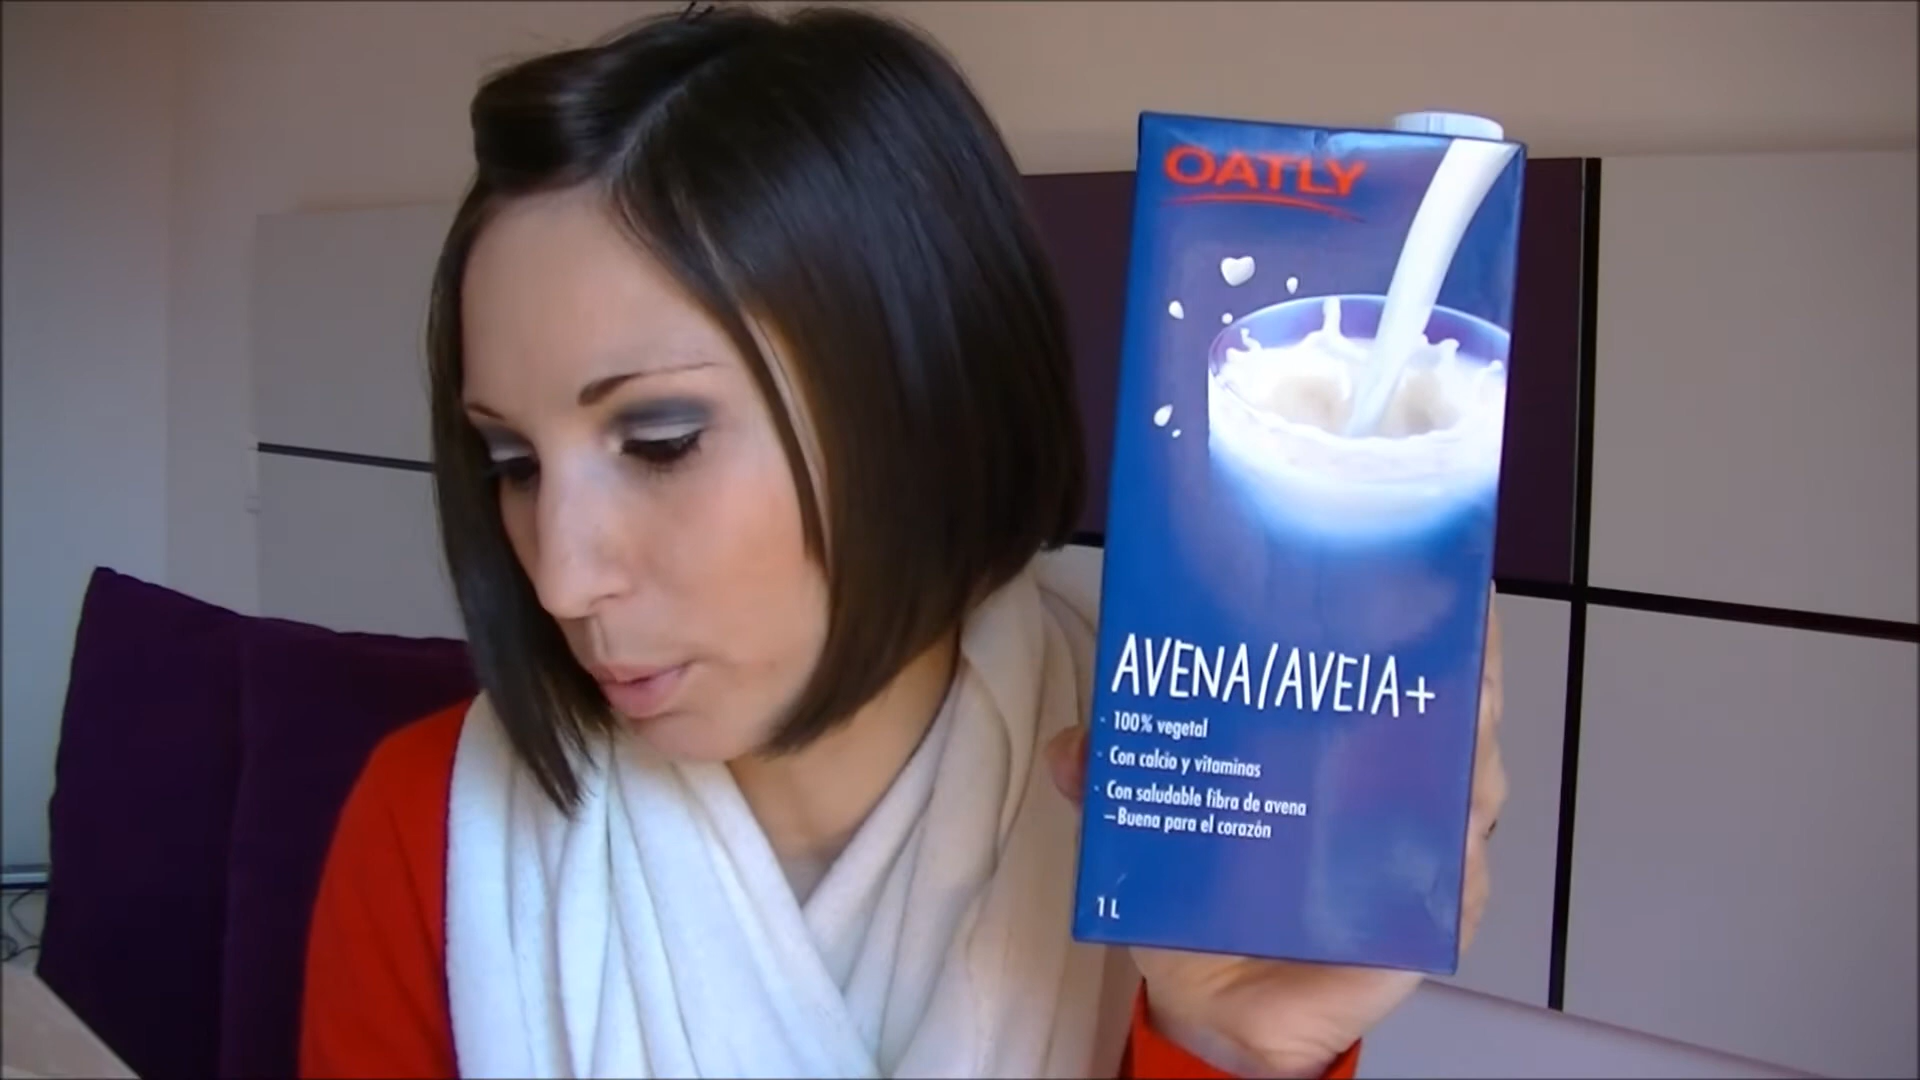 OATLY
AVENA/AVEIA+
- 100% vegetal
- Con calcio y vitaminas
- Con saludable fibra de avena
– Buena para el corazón
1 L